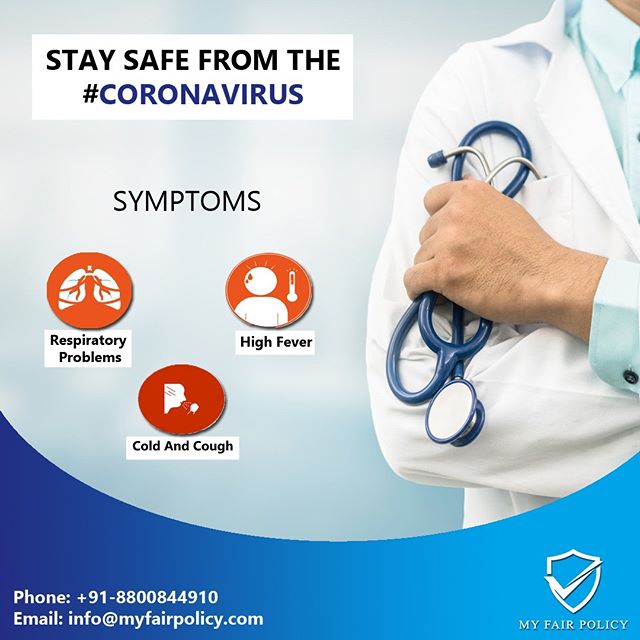 STAY SAFE FROM THE
#CORONAVIRUS
SYMPTOMS
Respiratory
Problems
High Fever
Cold And Cough
Phone: +91-8800844910
Email: info@myfairpolicy.com
MY FAIR POLICY